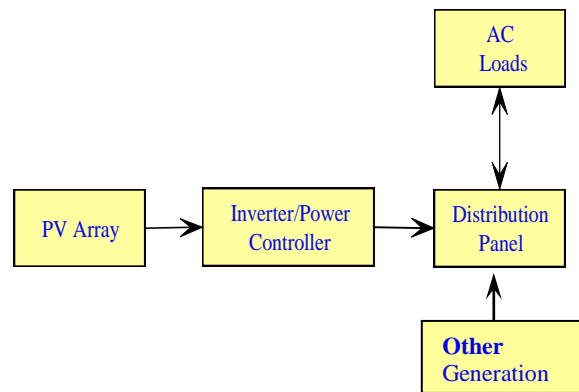 AC
Loads
PV Array
Inverter/Power
Controller
Distribution
Panel
Other
Generation